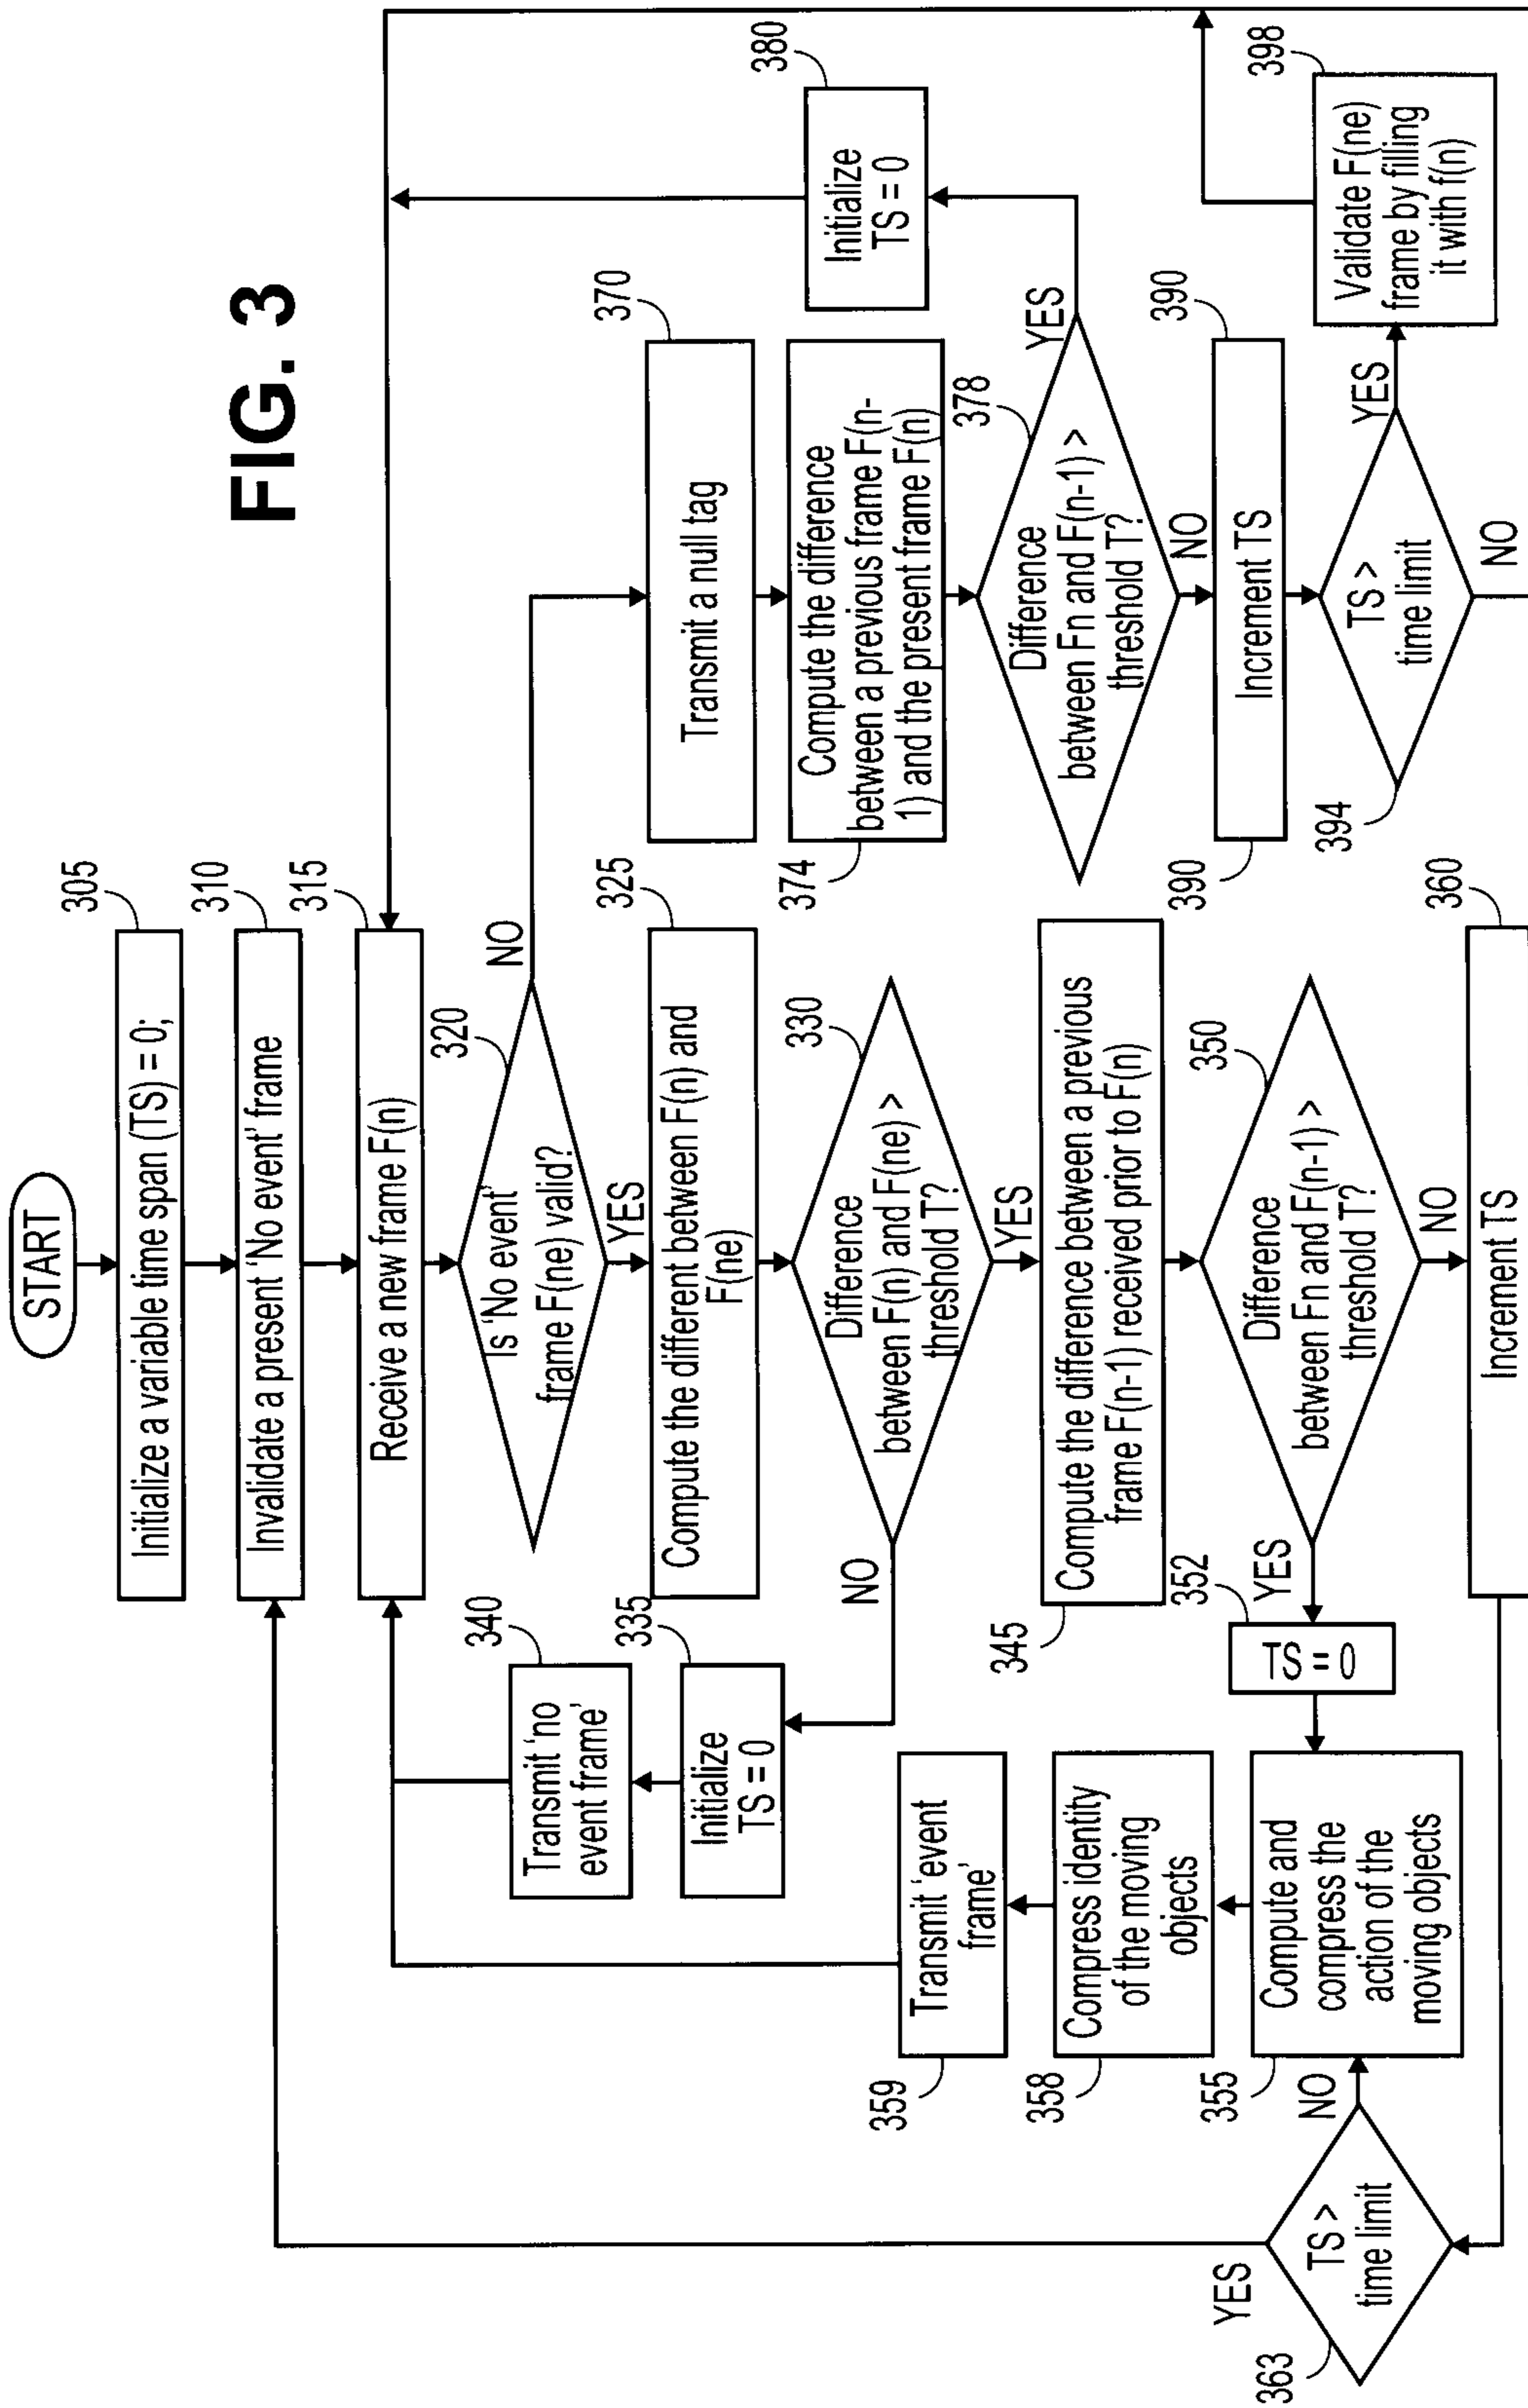 FIG. 3
START
305
Initialize a variable time span (TS) = 0;
310
Invalidate a present 'No event' frame
315
Receive a new frame F(n)
320
Is 'No event'
frame F(ne) valid?
NO
YES
325
Compute the different between F(n) and
F(ne)
330
Difference
between F(n) and F(ne) >
threshold T?
NO
YES
335
Initialize
TS = 0
340
Transmit 'no
event frame'
345
Compute the difference between a previous
frame F(n-1) received prior to F(n)
350
Difference
between Fn and F(n-1) >
threshold T?
YES
NO
352
TS = 0
355
Compute and
compress the
action of the
moving objects
358
Compress identity
of the moving
objects
359
Transmit 'event
frame'
360
Increment TS
363
TS >
time limit
YES
NO
370
Transmit a null tag
374
Compute the difference
between a previous frame F(n-
1) and the present frame F(n)
378
Difference
between Fn and F(n-1) >
threshold T?
YES
NO
380
Initialize
TS = 0
390
390
Increment TS
394
TS >
time limit
YES
NO
398
Validate F(ne)
frame by filling
it with f(n)